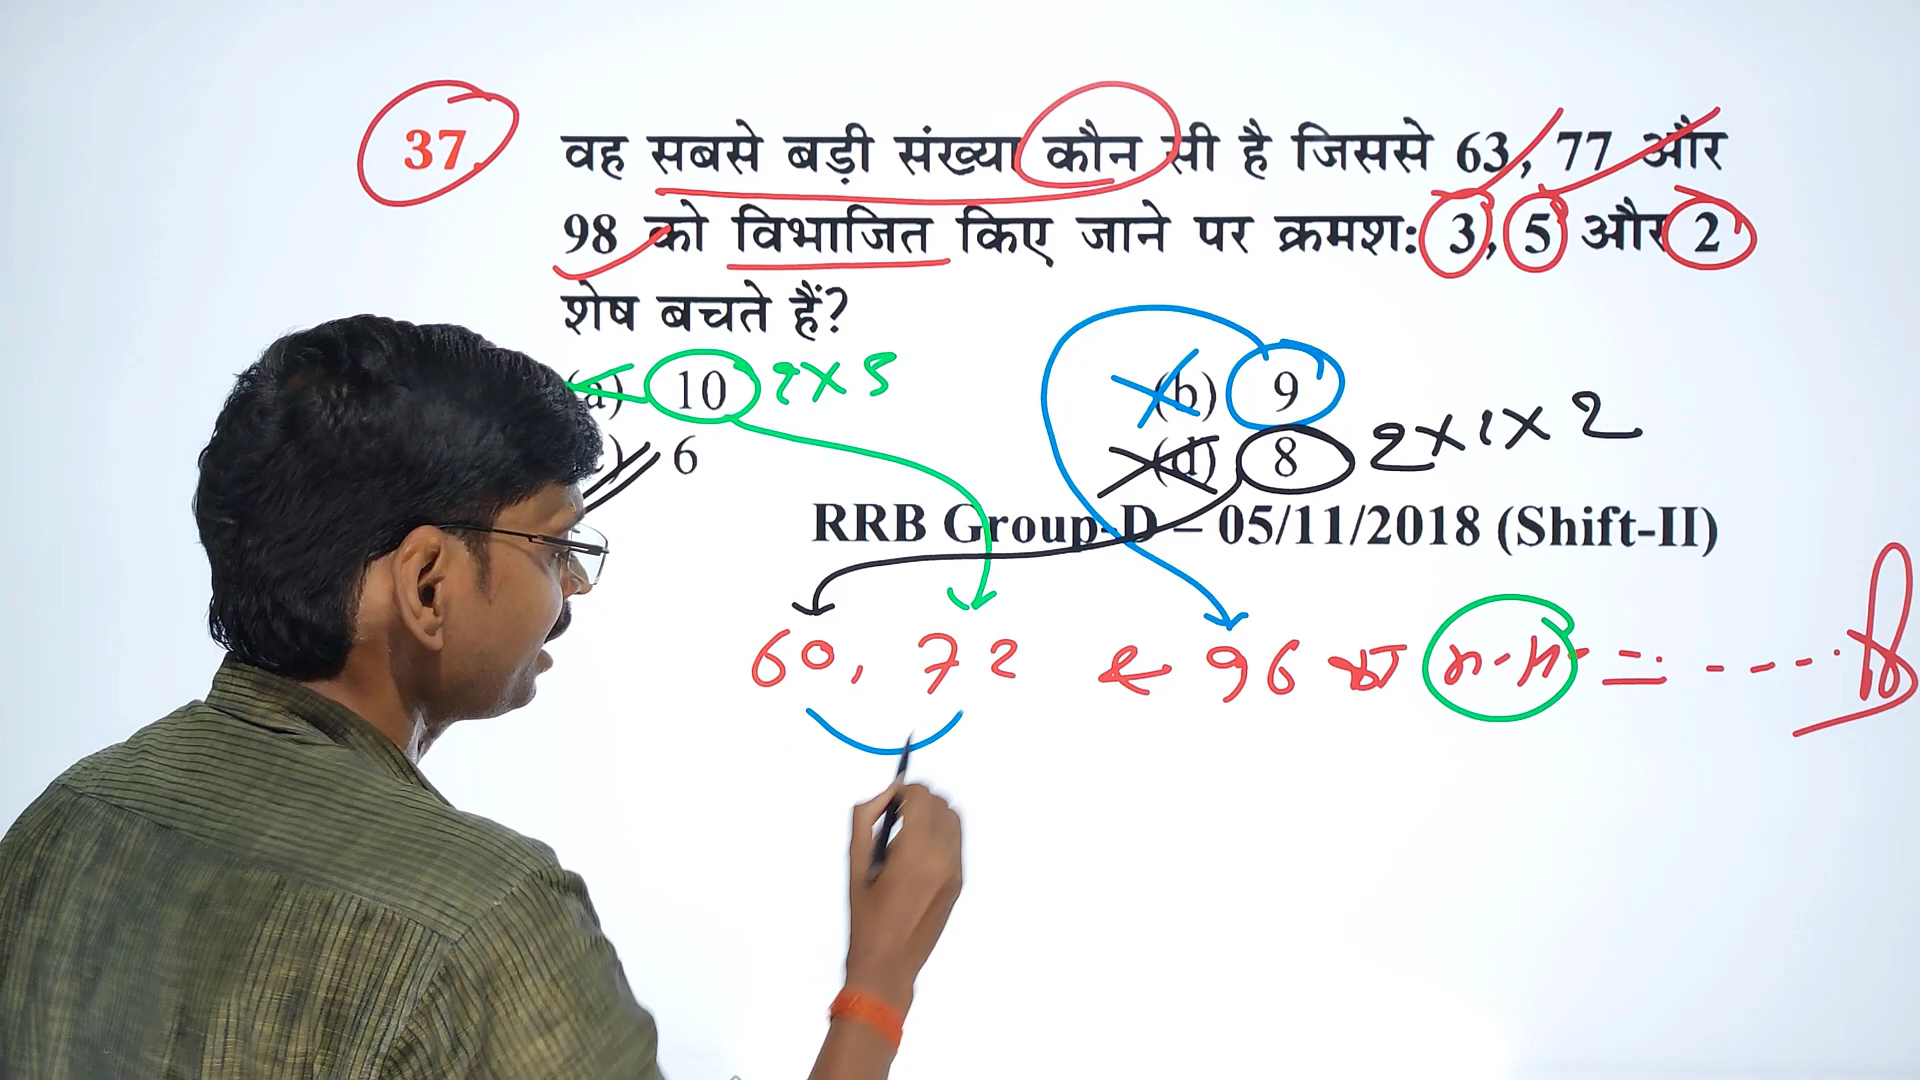 37 वह सबसे बड़ी संख्या कौन सी है जिससे 63, 77 और
98 को विभाजित किए जाने पर क्रमश: 3, 5 और 2
शेष बचते हैं?
(a) 10 2 × 5 (b) 9
6 (d) 8 2 × 1 × 2
RRB Group-D – 05/11/2018 (Shift-II)
60, 72 & 96 का म.स. = - - - -